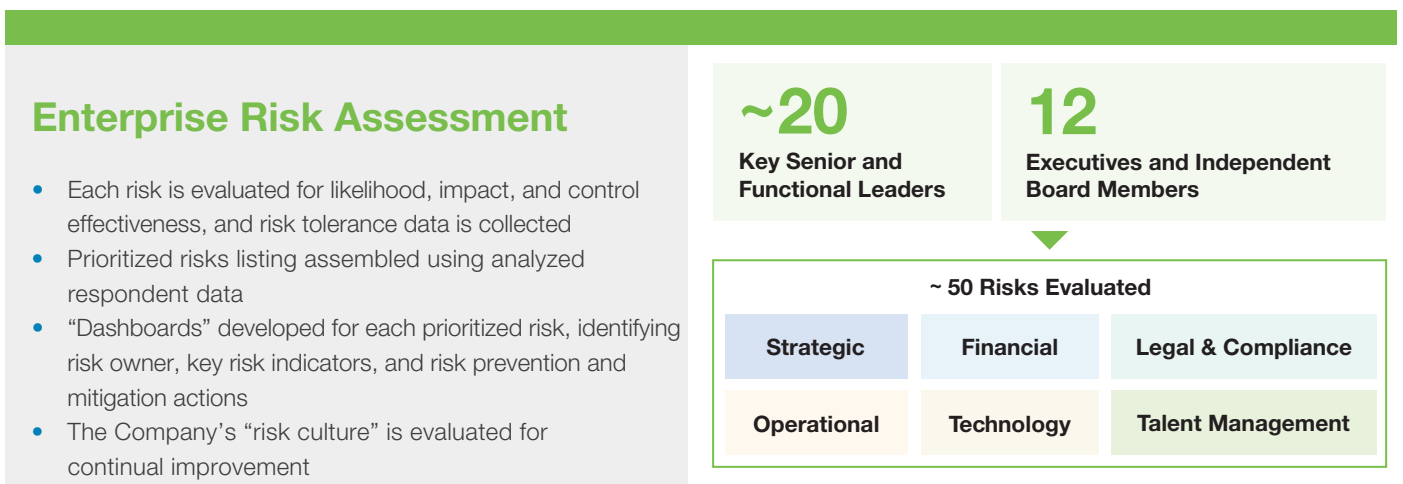 Enterprise Risk Assessment
• Each risk is evaluated for likelihood, impact, and control
effectiveness, and risk tolerance data is collected
• Prioritized risks listing assembled using analyzed
respondent data
• “Dashboards” developed for each prioritized risk, identifying
risk owner, key risk indicators, and risk prevention and
mitigation actions
• The Company’s “risk culture” is evaluated for
continual improvement
~20
Key Senior and
Functional Leaders
12
Executives and Independent
Board Members
~ 50 Risks Evaluated
Strategic
Financial
Legal & Compliance
Operational
Technology
Talent Management